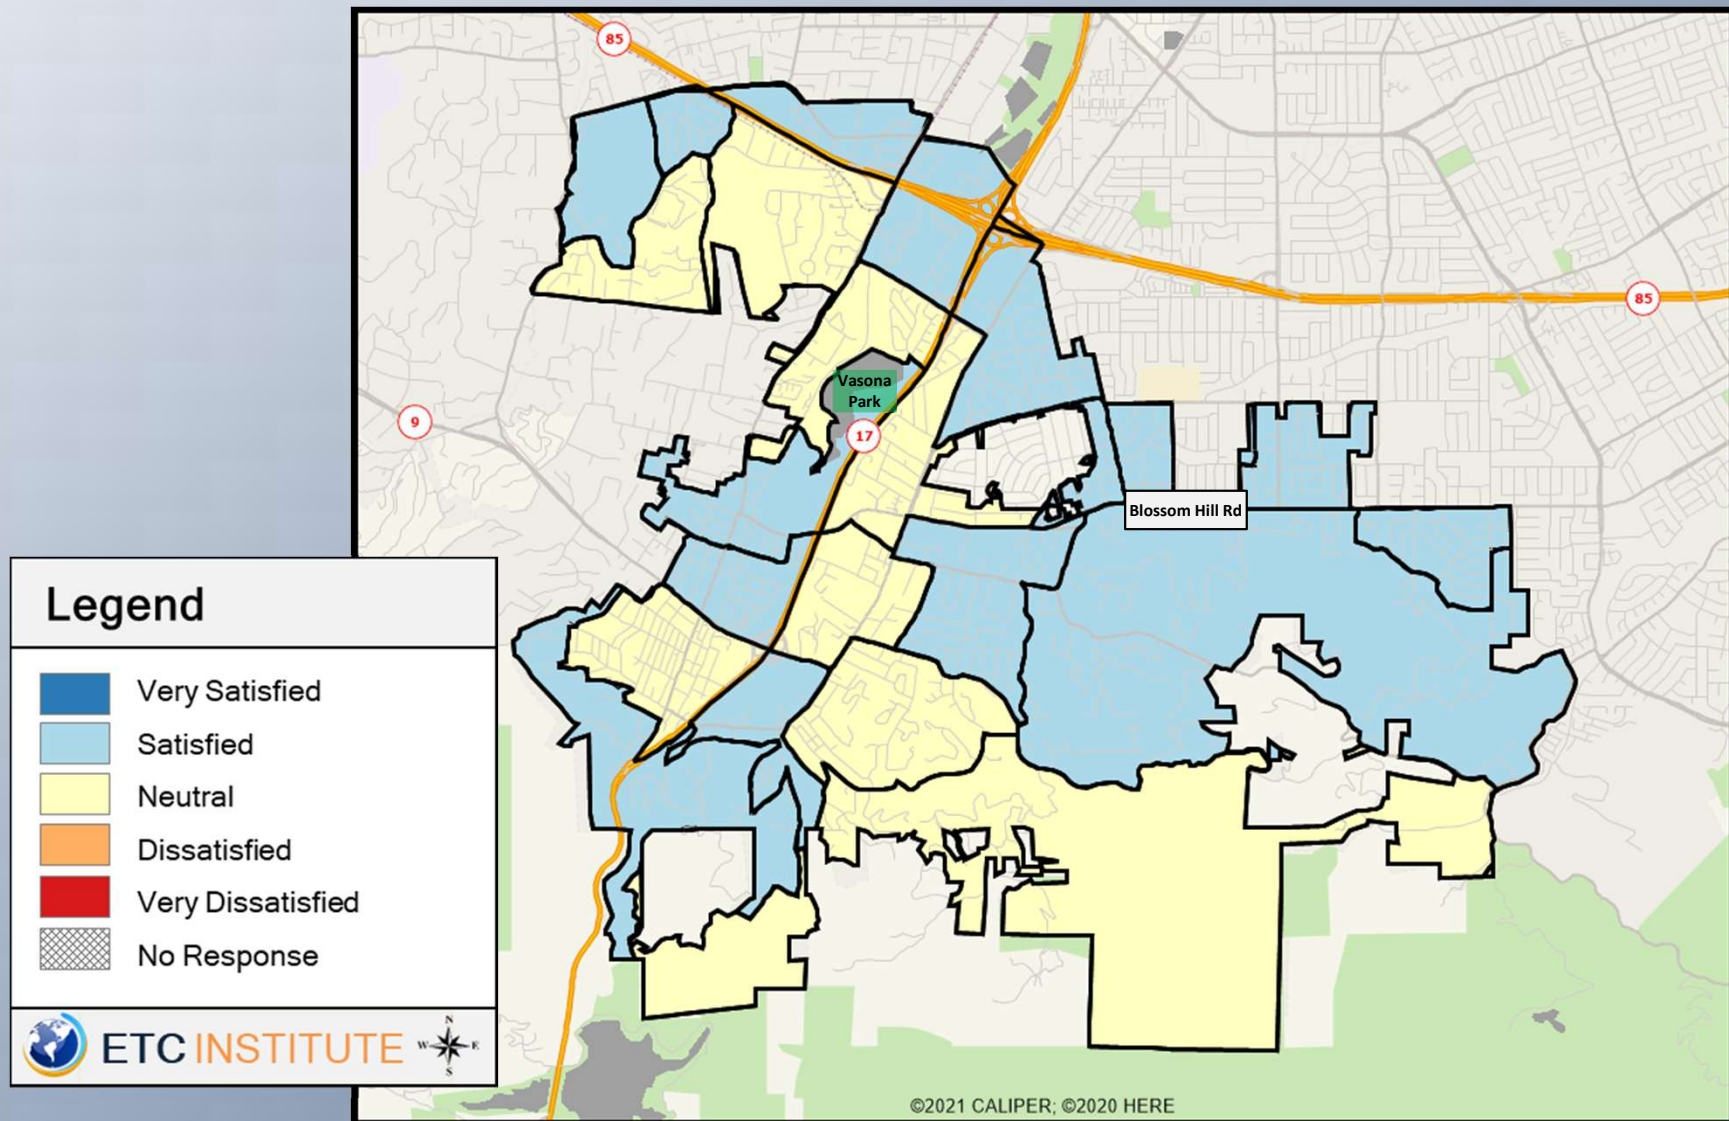 85
85
9
Vasona
Park
17
Blossom Hill Rd
Legend
Very Satisfied
Satisfied
Neutral
Dissatisfied
Very Dissatisfied
No Response
ETC INSTITUTE
N
W E
S
©2021 CALIPER; ©2020 HERE